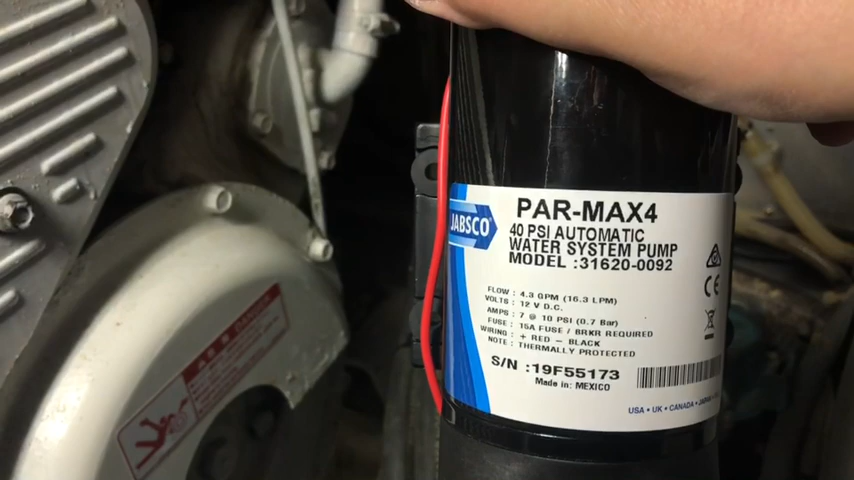 JABSCO
PAR-MAX4
40 PSI AUTOMATIC
WATER SYSTEM PUMP
MODEL :31620-0092
FLOW : 4.3 GPM (16.3 LPM)
VOLTS : 12 V D.C.
AMPS : 7 @ 10 PSI (0.7 Bar)
FUSE : 15A FUSE / BRKR REQUIRED
WIRING : + RED – BLACK
NOTE : THERMALLY PROTECTED
S/N :19F55173
Made in: MEXICO
CE
USA • UK • CANADA •
DANGER